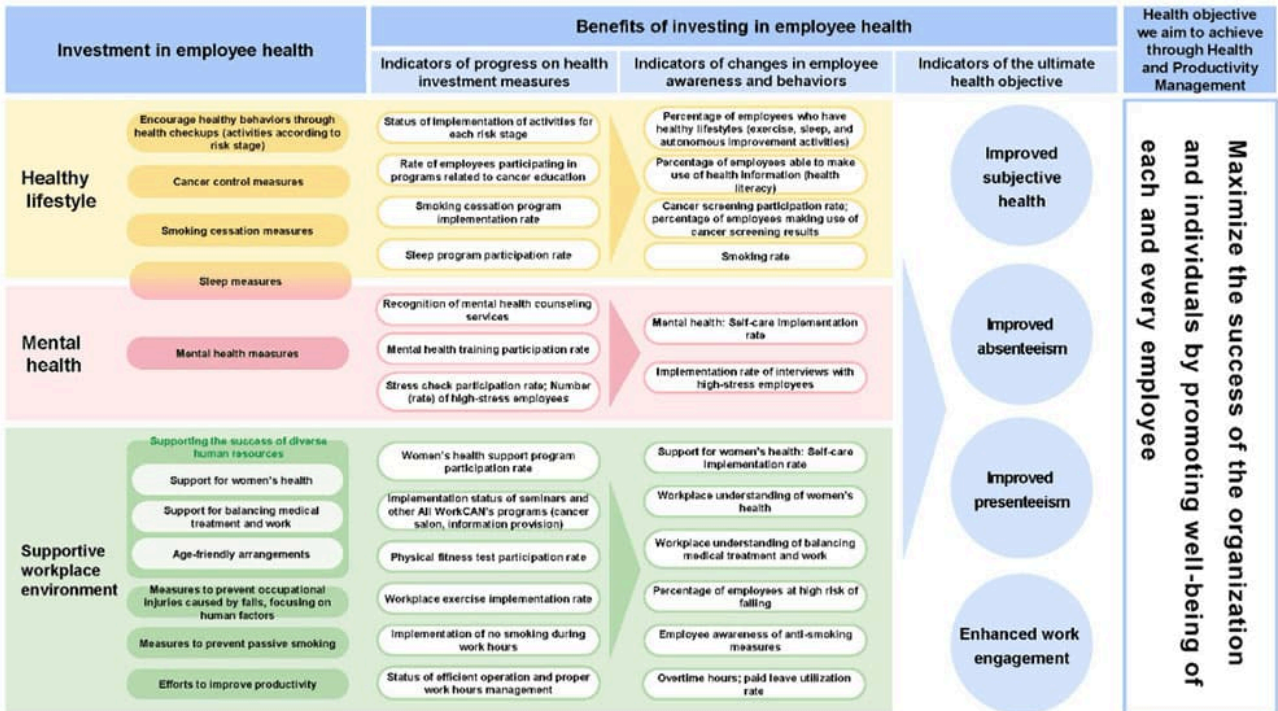 Investment in employee health
Benefits of investing in employee health
Health objective
we aim to achieve
through Health
and Productivity
Management
Indicators of progress on health
investment measures
Indicators of changes in employee
awareness and behaviors
Indicators of the ultimate
health objective
Healthy
lifestyle
Encourage healthy behaviors through
health checkups (activities according to
risk stage)
Cancer control measures
Smoking cessation measures
Sleep measures
Status of implementation of activities for
each risk stage
Rate of employees participating in
programs related to cancer education
Smoking cessation program
implementation rate
Sleep program participation rate
Percentage of employees who have
healthy lifestyles (exercise, sleep, and
autonomous improvement activities)
Percentage of employees able to make
use of health information (health
literacy)
Cancer screening participation rate;
percentage of employees making use of
cancer screening results
Smoking rate
Mental
health
Mental health measures
Recognition of mental health counseling
services
Mental health training participation rate
Stress check participation rate; Number
(rate) of high-stress employees
Mental health: Self-care implementation
rate
Implementation rate of interviews with
high-stress employees
Supportive
workplace
environment
Supporting the success of diverse
human resources
Support for women's health
Support for balancing medical
treatment and work
Age-friendly arrangements
Measures to prevent occupational
injuries caused by falls, focusing on
human factors
Measures to prevent passive smoking
Efforts to improve productivity
Women's health support program
participation rate
Implementation status of seminars and
other All WorkCAN's programs (cancer
salon, information provision)
Physical fitness test participation rate
Workplace exercise implementation rate
Implementation of no smoking during
work hours
Status of efficient operation and proper
work hours management
Support for women's health: Self-care
implementation rate
Workplace understanding of women's
health
Workplace understanding of balancing
medical treatment and work
Percentage of employees at high risk of
falling
Employee awareness of anti-smoking
measures
Overtime hours; paid leave utilization
rate
Improved
subjective
health
Improved
absenteeism
Improved
presenteeism
Enhanced work
engagement
Maximize the success of the organization
and individuals by promoting well-being of
each and every employee